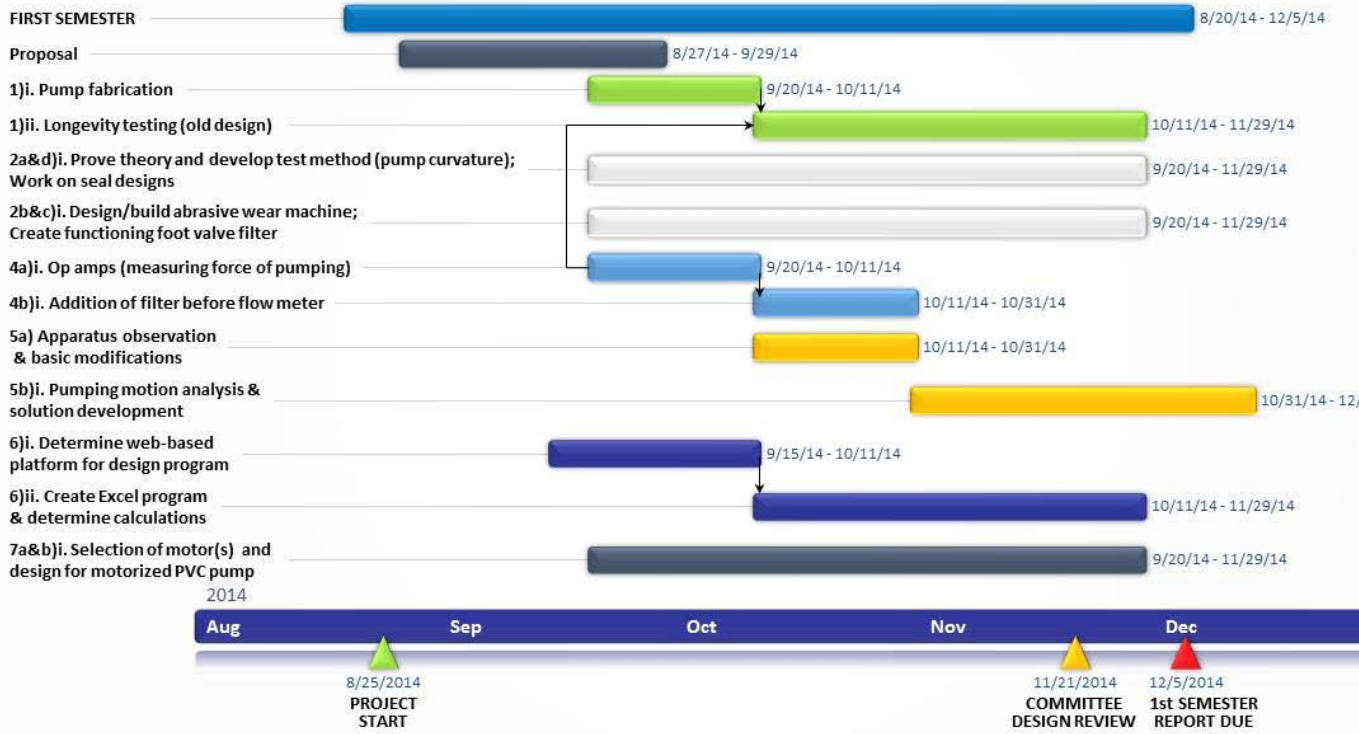 FIRST SEMESTER
8/20/14 - 12/5/14
Proposal
8/27/14 - 9/29/14
1)i. Pump fabrication
9/20/14 - 10/11/14
1)ii. Longevity testing (old design)
10/11/14 - 11/29/14
2a&d)i. Prove theory and develop test method (pump curvature);
Work on seal designs
9/20/14 - 11/29/14
2b&c)i. Design/build abrasive wear machine;
Create functioning foot valve filter
9/20/14 - 11/29/14
4a)i. Op amps (measuring force of pumping)
9/20/14 - 10/11/14
4b)i. Addition of filter before flow meter
10/11/14 - 10/31/14
5a) Apparatus observation
& basic modifications
10/11/14 - 10/31/14
5b)i. Pumping motion analysis &
solution development
10/31/14 - 12/
6)i. Determine web-based
platform for design program
9/15/14 - 10/11/14
6)ii. Create Excel program
& determine calculations
10/11/14 - 11/29/14
7a&b)i. Selection of motor(s) and
design for motorized PVC pump
9/20/14 - 11/29/14
2014
Aug Sep Oct Nov Dec
8/25/2014
PROJECT
START
11/21/2014
COMMITTEE
DESIGN REVIEW
12/5/2014
1st SEMESTER
REPORT DUE